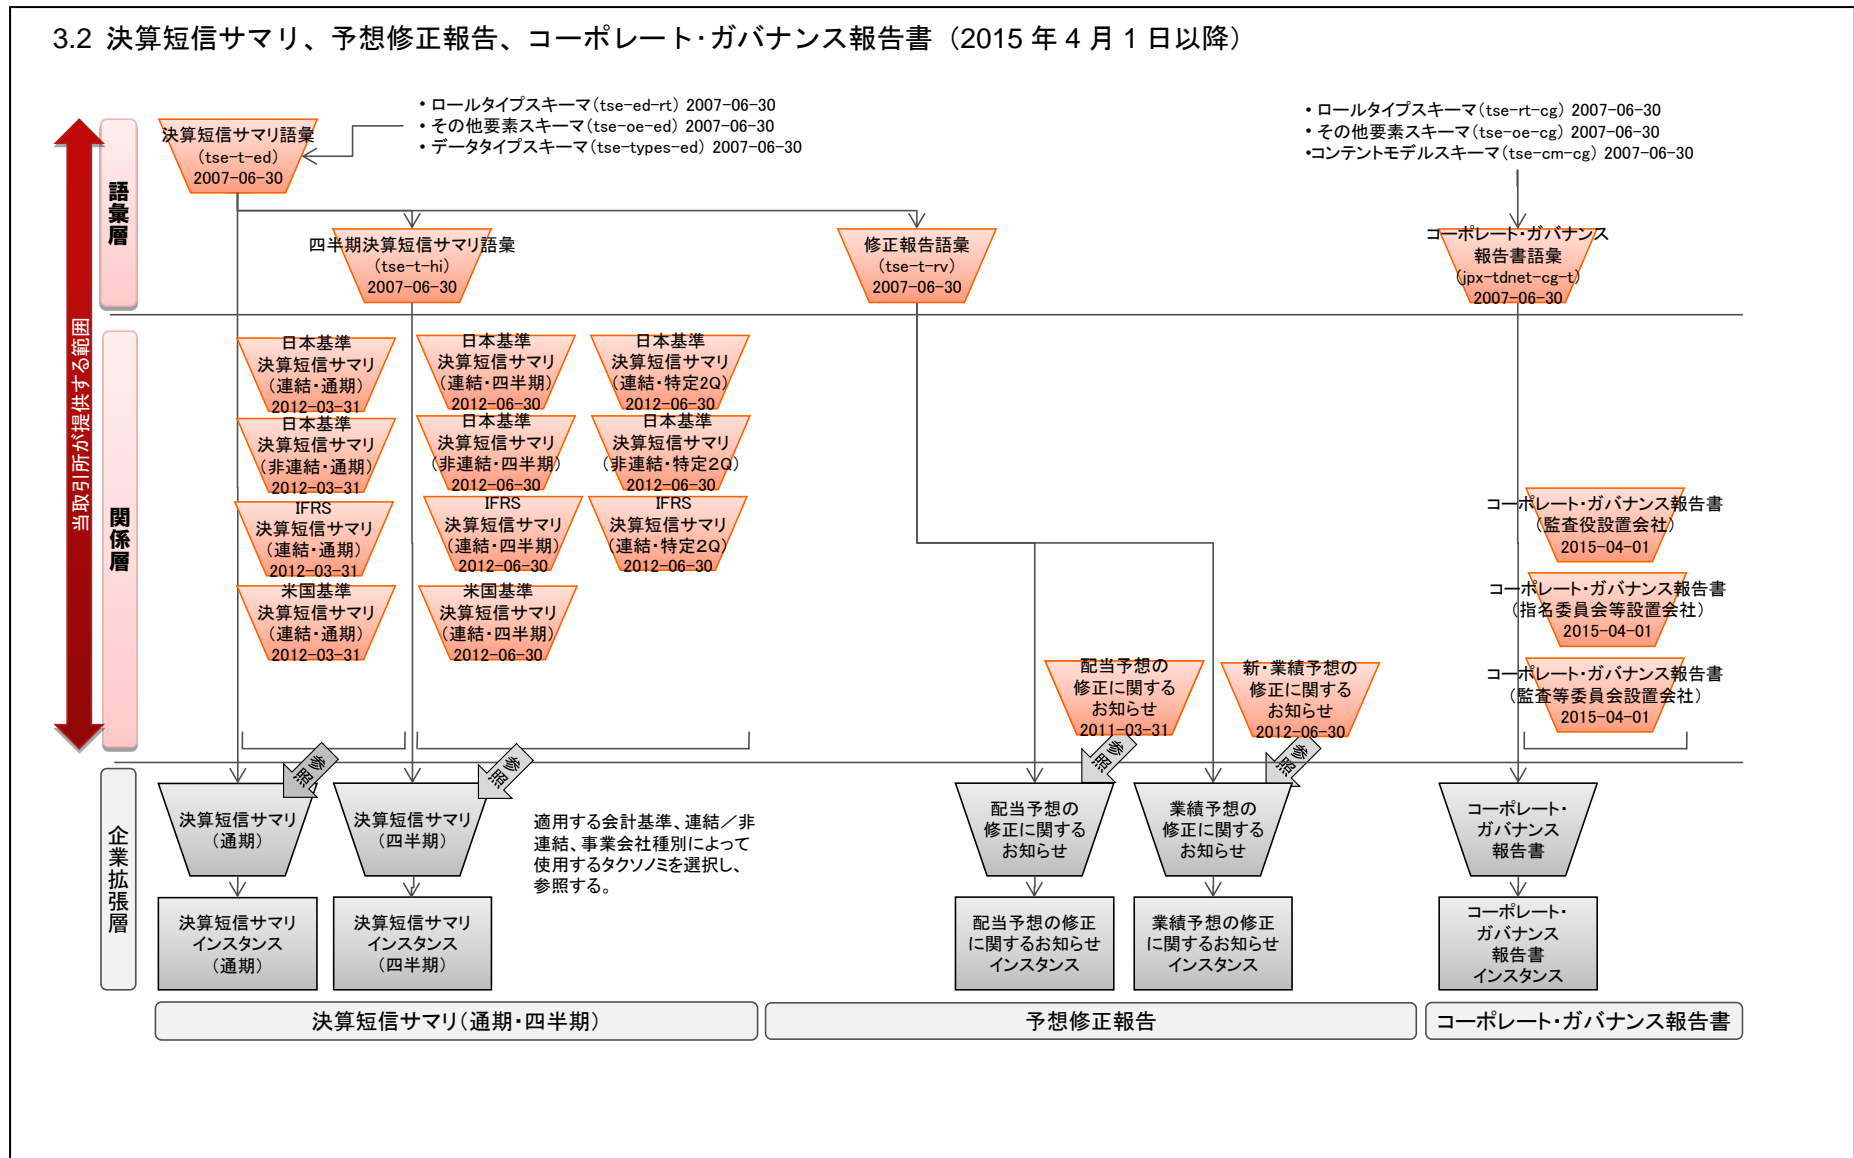 3.2 決算短信サマリ、予想修正報告、コーポレート・ガバナンス報告書（2015 年 4 月 1 日以降）
・ロールタイプスキーマ（tse-ed-rt） 2007-06-30
・その他要素スキーマ（tse-oe-ed） 2007-06-30
・データタイプスキーマ（tse-types-ed） 2007-06-30
・ロールタイプスキーマ（tse-rt-cg） 2007-06-30
・その他要素スキーマ（tse-oe-cg） 2007-06-30
・コンテントモデルスキーマ（tse-cm-cg） 2007-06-30
当取引所が提供する範囲
語彙層
決算短信サマリ語彙
（tse-t-ed）
2007-06-30
四半期決算短信サマリ語彙
（tse-t-hi）
2007-06-30
修正報告語彙
（tse-t-rv）
2007-06-30
コーポレート・ガバナンス
報告書語彙
（jpx-tdnet-cg-t）
2007-06-30
関係層
日本基準
決算短信サマリ
（連結・通期）
2012-03-31
日本基準
決算短信サマリ
（連結・四半期）
2012-06-30
日本基準
決算短信サマリ
（連結・特定2Q）
2012-06-30
日本基準
決算短信サマリ
（非連結・通期）
2012-03-31
日本基準
決算短信サマリ
（非連結・四半期）
2012-06-30
日本基準
決算短信サマリ
（非連結・特定2Q）
2012-06-30
IFRS
決算短信サマリ
（連結・通期）
2012-03-31
IFRS
決算短信サマリ
（連結・四半期）
2012-06-30
IFRS
決算短信サマリ
（連結・特定2Q）
2012-06-30
米国基準
決算短信サマリ
（連結・通期）
2012-03-31
米国基準
決算短信サマリ
（連結・四半期）
2012-06-30
配当予想の
修正に関する
お知らせ
2011-03-31
新・業績予想の
修正に関する
お知らせ
2012-06-30
コーポレート・ガバナンス報告書
（監査役設置会社）
2015-04-01
コーポレート・ガバナンス報告書
（指名委員会等設置会社）
2015-04-01
コーポレート・ガバナンス報告書
（監査等委員会設置会社）
2015-04-01
参照
参照
参照
参照
企業拡張層
決算短信サマリ
（通期）
決算短信サマリ
（四半期）
適用する会計基準、連結／非
連結、事業会社種別によって
使用するタクソノミを選択し、
参照する。
配当予想の
修正に関する
お知らせ
業績予想の
修正に関する
お知らせ
コーポレート・
ガバナンス
報告書
決算短信サマリ
インスタンス
（通期）
決算短信サマリ
インスタンス
（四半期）
配当予想の修正
に関するお知らせ
インスタンス
業績予想の修正
に関するお知らせ
インスタンス
コーポレート・
ガバナンス
報告書
インスタンス
決算短信サマリ（通期・四半期）
予想修正報告
コーポレート・ガバナンス報告書